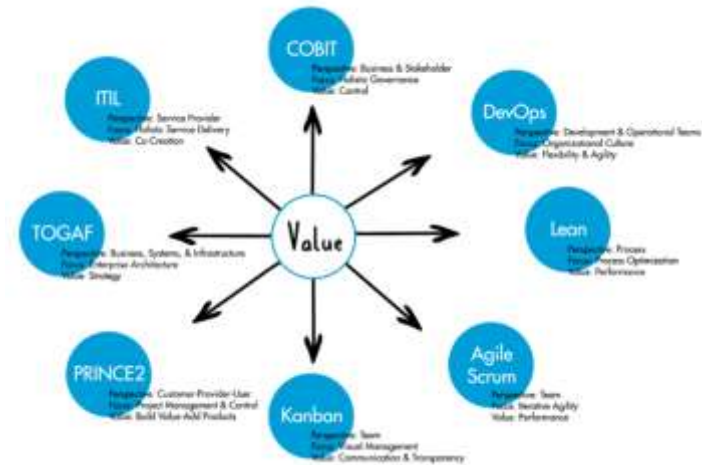 COBIT
Perspective: Business & Stakeholder
Focus: Holistic Governance
Value: Control
DevOps
Perspective: Development & Operational Teams
Focus: Organizational Culture
Value: Flexibility & Agility
Lean
Perspective: Process
Focus: Process Optimization
Value: Performance
Agile
Scrum
Perspective: Team
Focus: Iterative Agility
Value: Performance
Kanban
Perspective: Team
Focus: Visual Management
Value: Communication & Transparency
PRINCE2
Perspective: Customer-Provider-User
Focus: Project Management & Control
Value: Build Value-Add Products
TOGAF
Perspective: Business, Systems, & Infrastructure
Focus: Enterprise Architecture
Value: Strategy
ITIL
Perspective: Service Provider
Focus: Holistic Service Delivery
Value: Co-Creation
Value